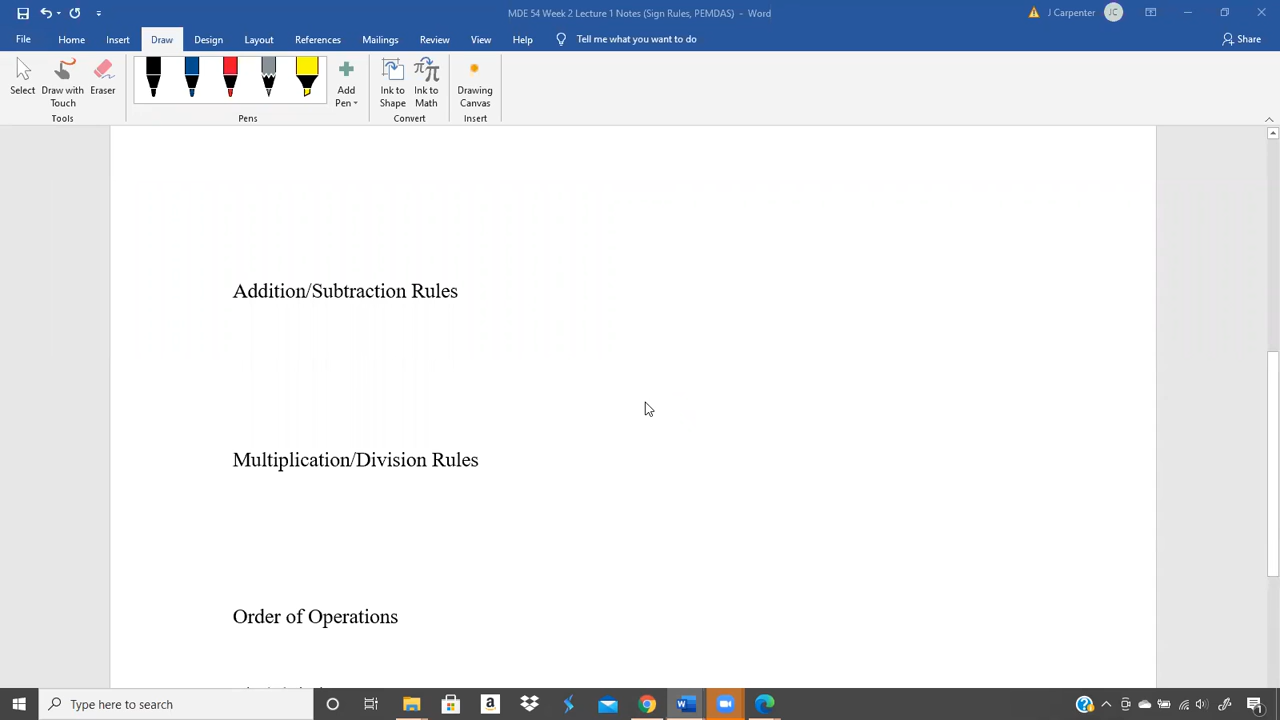 MDE 54 Week 2 Lecture 1 Notes (Sign Rules, PEMDAS) - Word
J Carpenter
JC
File Home Insert Draw Design Layout References Mailings Review View Help Tell me what you want to do Share
Select Draw with Touch Eraser Add Pen Ink to Shape Ink to Math Drawing Canvas
Tools Pens Convert Insert
Addition/Subtraction Rules
Multiplication/Division Rules
Order of Operations
Type here to search